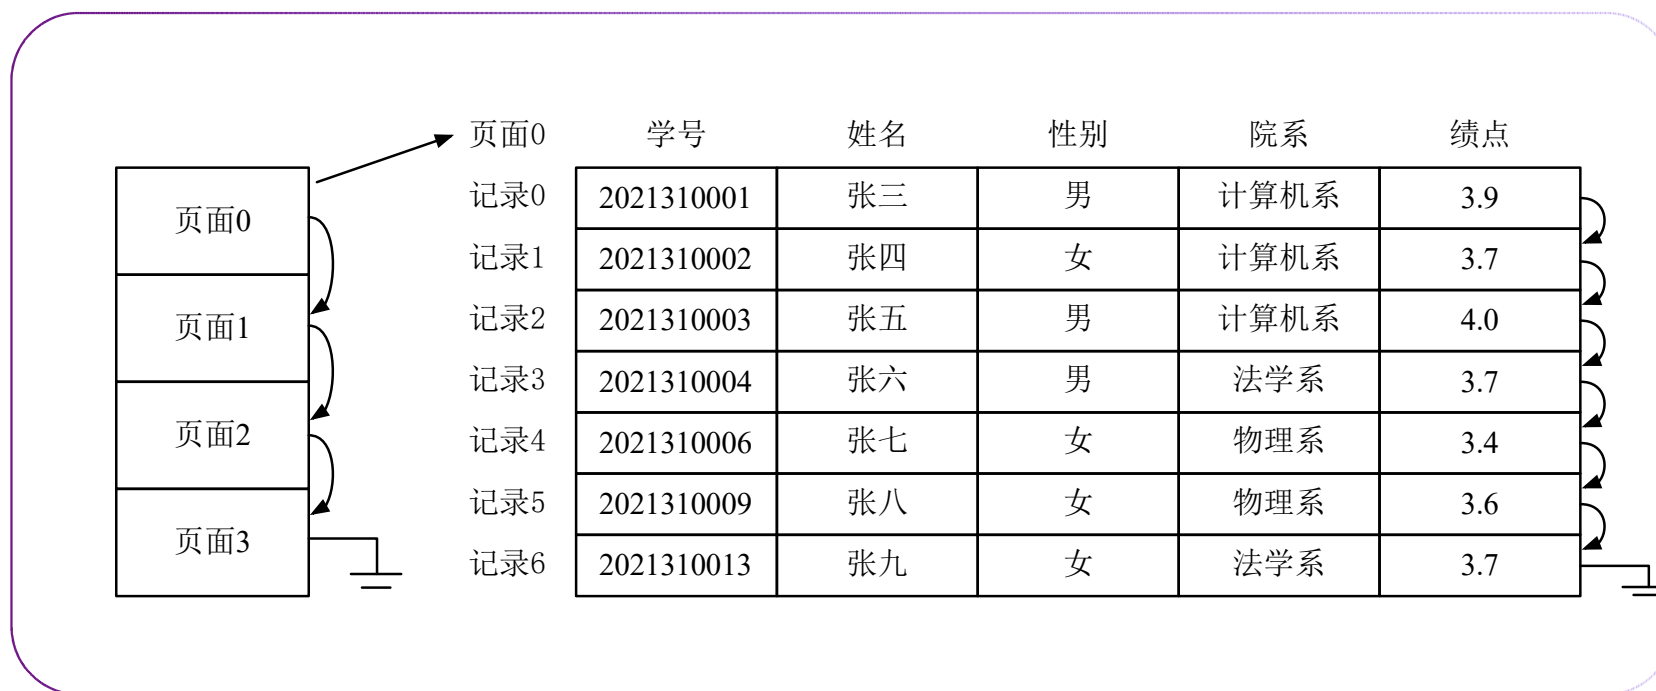 页面0 学号 姓名 性别 院系 绩点
记录0 2021310001 张三 男 计算机系 3.9
页面0
记录1 2021310002 张四 女 计算机系 3.7
记录2 2021310003 张五 男 计算机系 4.0
页面1
记录3 2021310004 张六 男 法学系 3.7
记录4 2021310006 张七 女 物理系 3.4
页面2
记录5 2021310009 张八 女 物理系 3.6
页面3
记录6 2021310013 张九 女 法学系 3.7